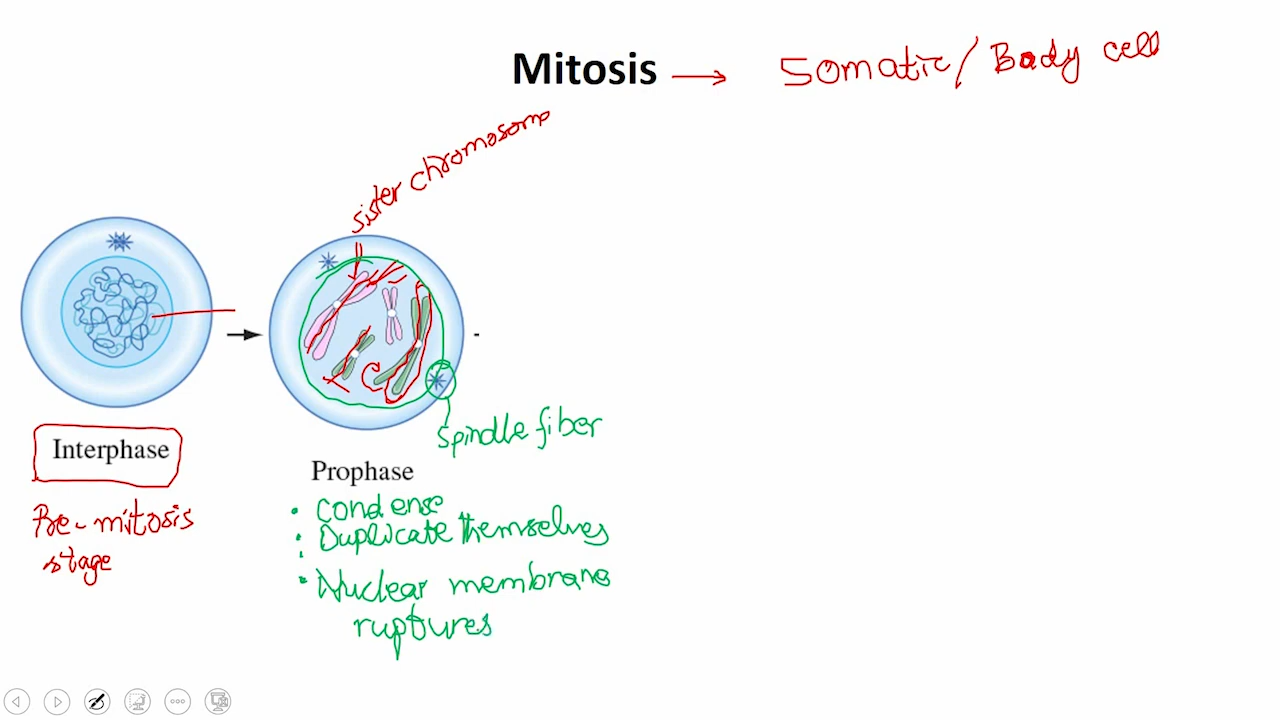 Mitosis → Somatic/Body cell
sister chromosome
Spindle fiber
Interphase
Prophase
Pre-mitosis
stage
• Condense
• Duplicate themselves
• Nuclear membrane
ruptures